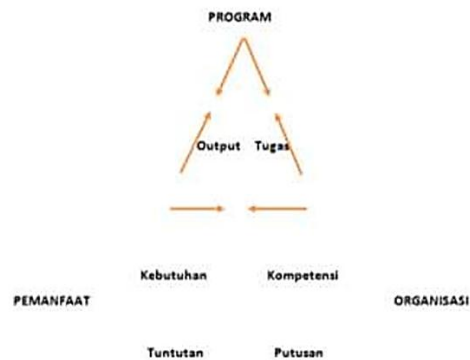 PROGRAM
Output Tugas
Kebutuhan Kompetensi
PEMANFAAT ORGANISASI
Tuntutan Putusan